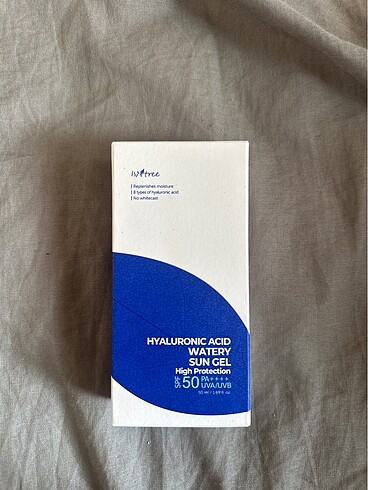 Isntree
Replenishes moisture
8 types of hyaluronic acid
No whitecast
HYALURONIC ACID
WATERY
SUN GEL
High Protection
SPF 50 PA++++
UVA/UVB
50 ml / 1.69 fl. oz